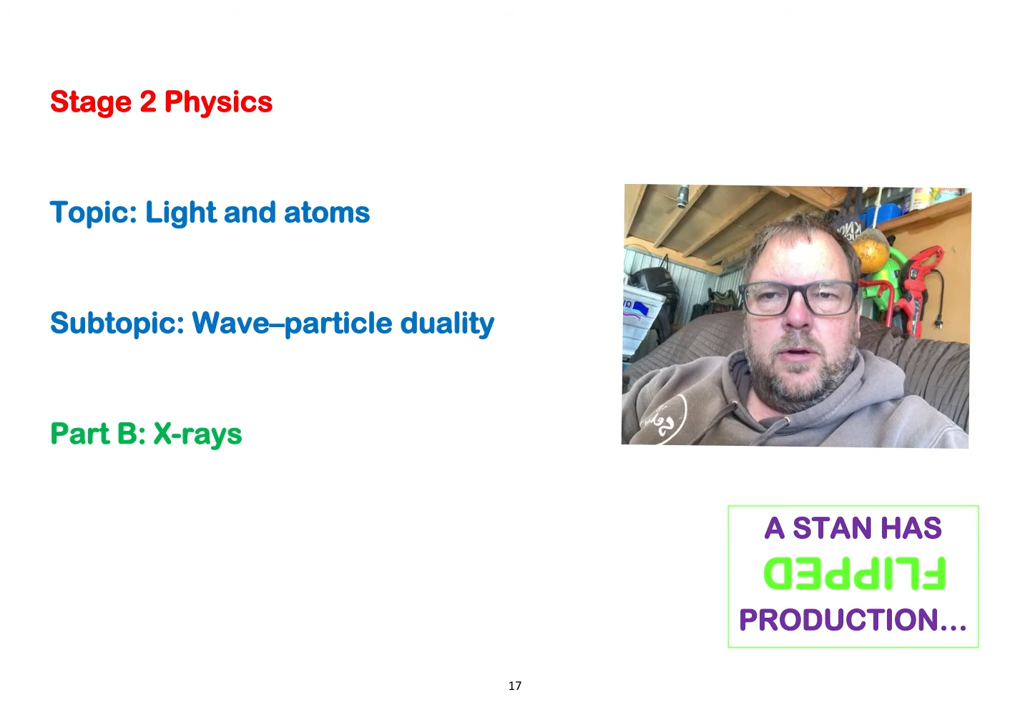 Stage 2 Physics
Topic: Light and atoms
Subtopic: Wave–particle duality
Part B: X-rays
A STAN HAS
FLIPPED
PRODUCTION...
17